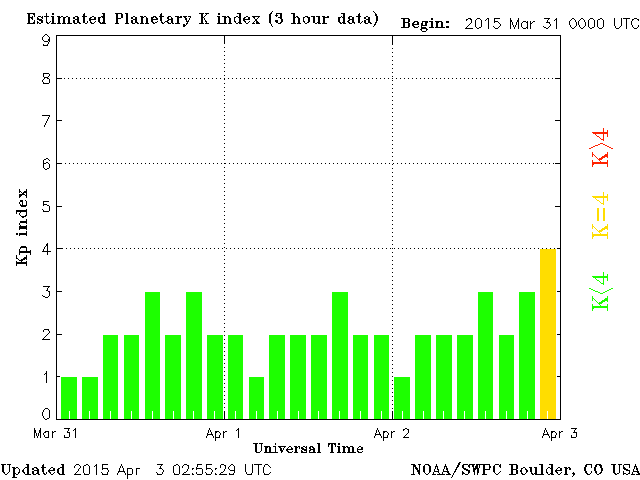 Estimated Planetary K index (3 hour data) Begin: 2015 Mar 31 0000 UTC
9
8
7
6
5
4
3
2
1
0
Kp index
K<4 K=4 K>4
Mar 31 Apr 1 Apr 2 Apr 3
Universal Time
Updated 2015 Apr 3 02:55:29 UTC NOAA/SWPC Boulder, CO USA